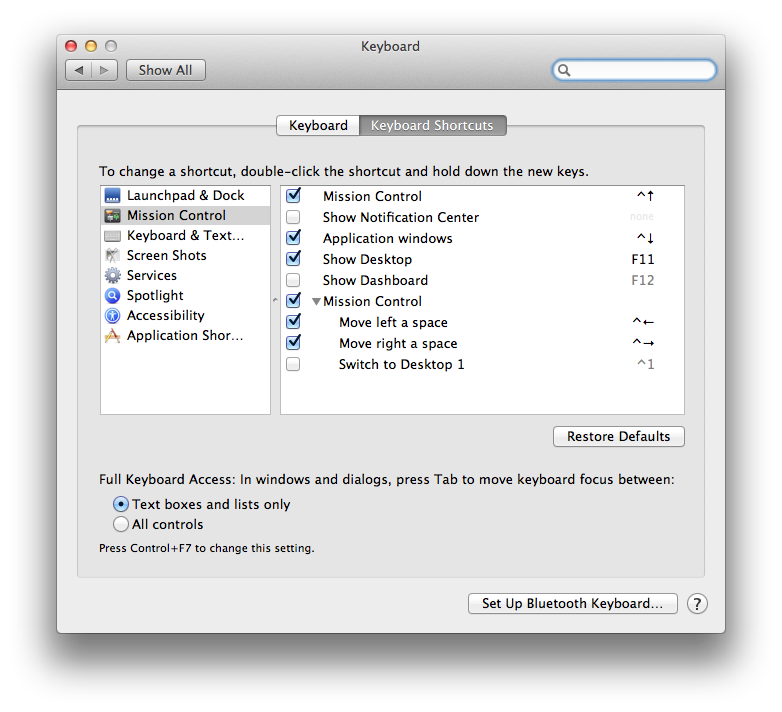 Keyboard
Show All
Keyboard
Keyboard Shortcuts
To change a shortcut, double-click the shortcut and hold down the new keys.
Launchpad & Dock
Mission Control
Keyboard & Text...
Screen Shots
Services
Spotlight
Accessibility
Application Shor...
Mission Control ^↑
Show Notification Center none
Application windows ^↓
Show Desktop F11
Show Dashboard F12
Mission Control
Move left a space ^←
Move right a space ^→
Switch to Desktop 1 ^1
Restore Defaults
Full Keyboard Access: In windows and dialogs, press Tab to move keyboard focus between:
Text boxes and lists only
All controls
Press Control+F7 to change this setting.
Set Up Bluetooth Keyboard... ?